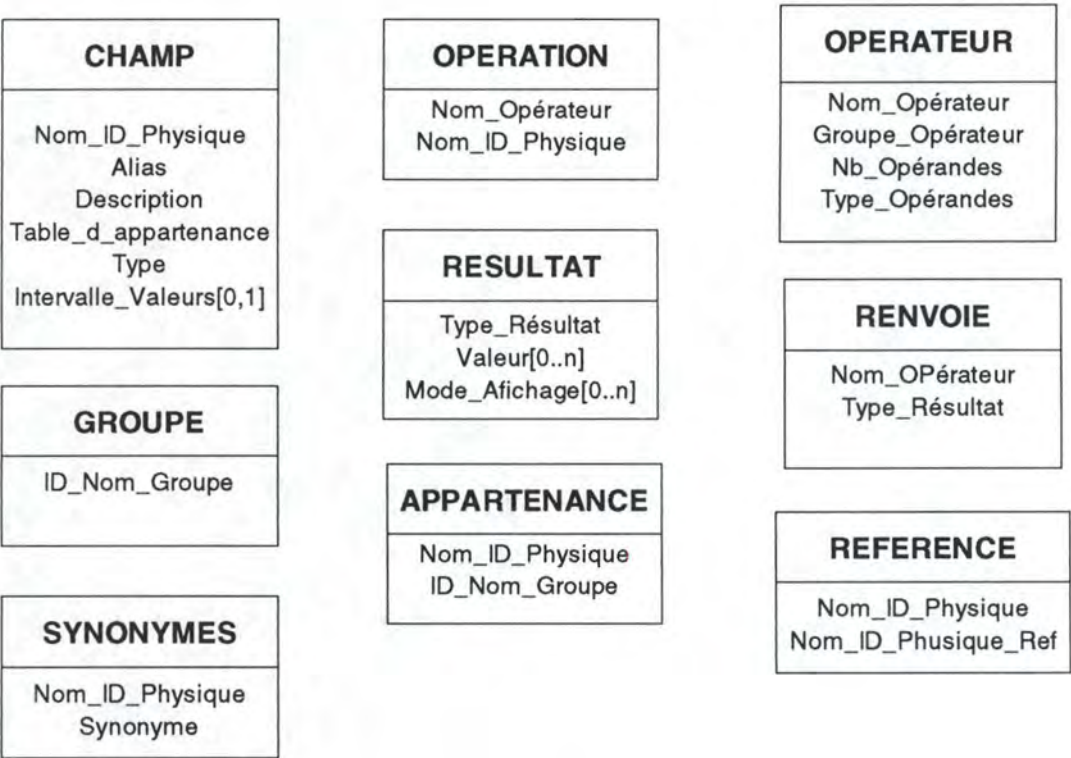 CHAMP
Nom_ID_Physique
Alias
Description
Table_d_appartenance
Type
Intervalle_Valeurs[0,1]
GROUPE
ID_Nom_Groupe
SYNONYMES
Nom_ID_Physique
Synonyme
OPERATION
Nom_Opérateur
Nom_ID_Physique
RESULTAT
Type_Résultat
Valeur[0..n]
Mode_Afichage[0..n]
APPARTENANCE
Nom_ID_Physique
ID_Nom_Groupe
OPERATEUR
Nom_Opérateur
Groupe_Opérateur
Nb_Opérandes
Type_Opérandes
RENVOIE
Nom_OPérateur
Type_Résultat
REFERENCE
Nom_ID_Physique
Nom_ID_Phusique_Ref